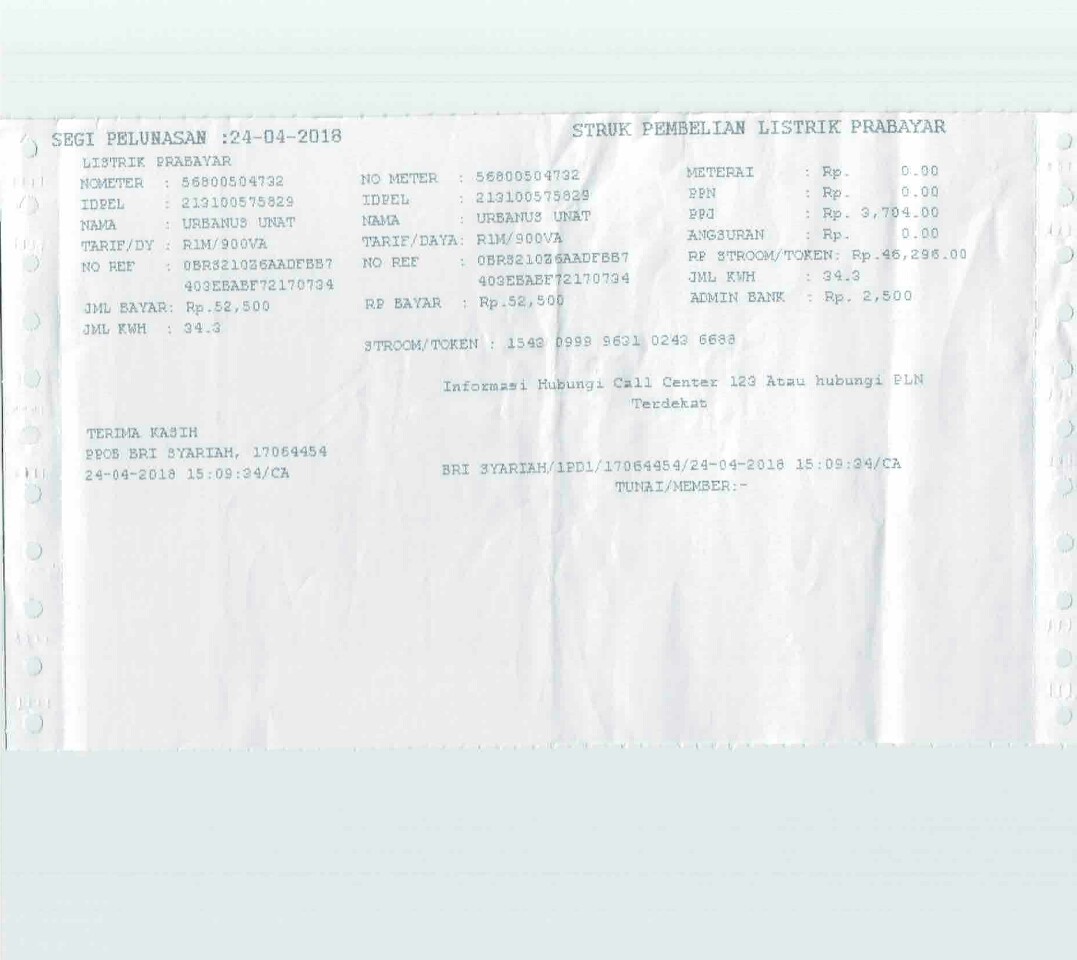 SEGI PELUNASAN :24-04-2018
LISTRIK PRABAYAR
NOMETER : 56800504732
IDPEL : 213100575829
NAMA : URBANUS UNAT
TARIF/DY : R1M/900VA
NO REF : 0BRS21036AADFBB7
403EBABF72170734
JML BAYAR: Rp.52,500
JML KWH : 34.3
TERIMA KASIH
PPOB BRI SYARIAH, 17064454
24-04-2018 15:09:34/CA
STRUK PEMBELIAN LISTRIK PRABAYAR
NO METER : 56800504732
IDPEL : 213100575829
NAMA : URBANUS UNAT
TARIF/DAYA: R1M/900VA
NO REF : 0BRS21036AADFBB7
403EBABF72170734
RP BAYAR : Rp.52,500
METERAI : Rp. 0.00
PPN : Rp. 0.00
PPJ : Rp. 3,704.00
ANGSURAN : Rp. 0.00
RP STROOM/TOKEN: Rp.46,296.00
JML KWH : 34.3
ADMIN BANK : Rp. 2,500
STROOM/TOKEN : 1543 0999 9631 0243 6688
Informasi Hubungi Call Center 123 Atau hubungi PLN
Terdekat
BRI SYARIAH/1PD1/17064454/24-04-2018 15:09:34/CA
TUNAI/MEMBER:-